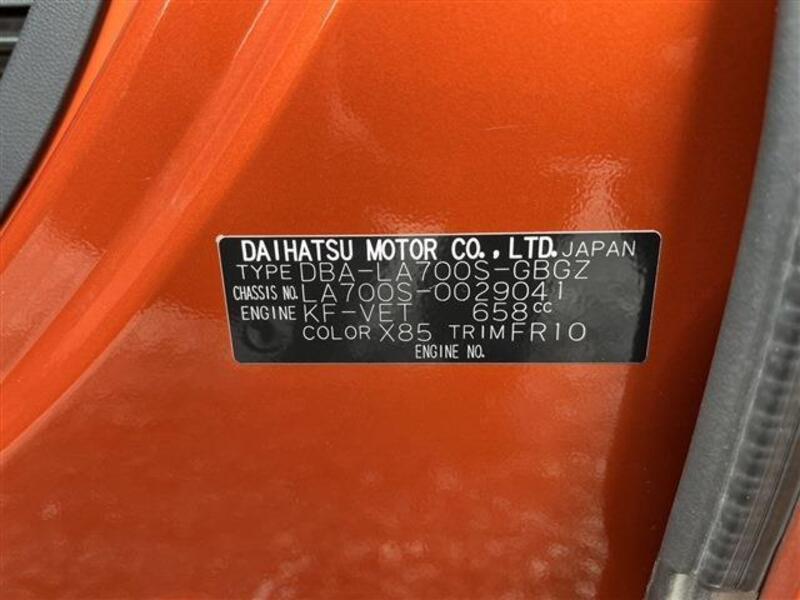 DAIHATSU MOTOR CO., LTD. JAPAN
TYPE DBA-LA700S-GBGZ
CHASSIS NO. LA700S-0029041
ENGINE KF-VET 658cc
COLOR X85 TRIM FR10
ENGINE NO.